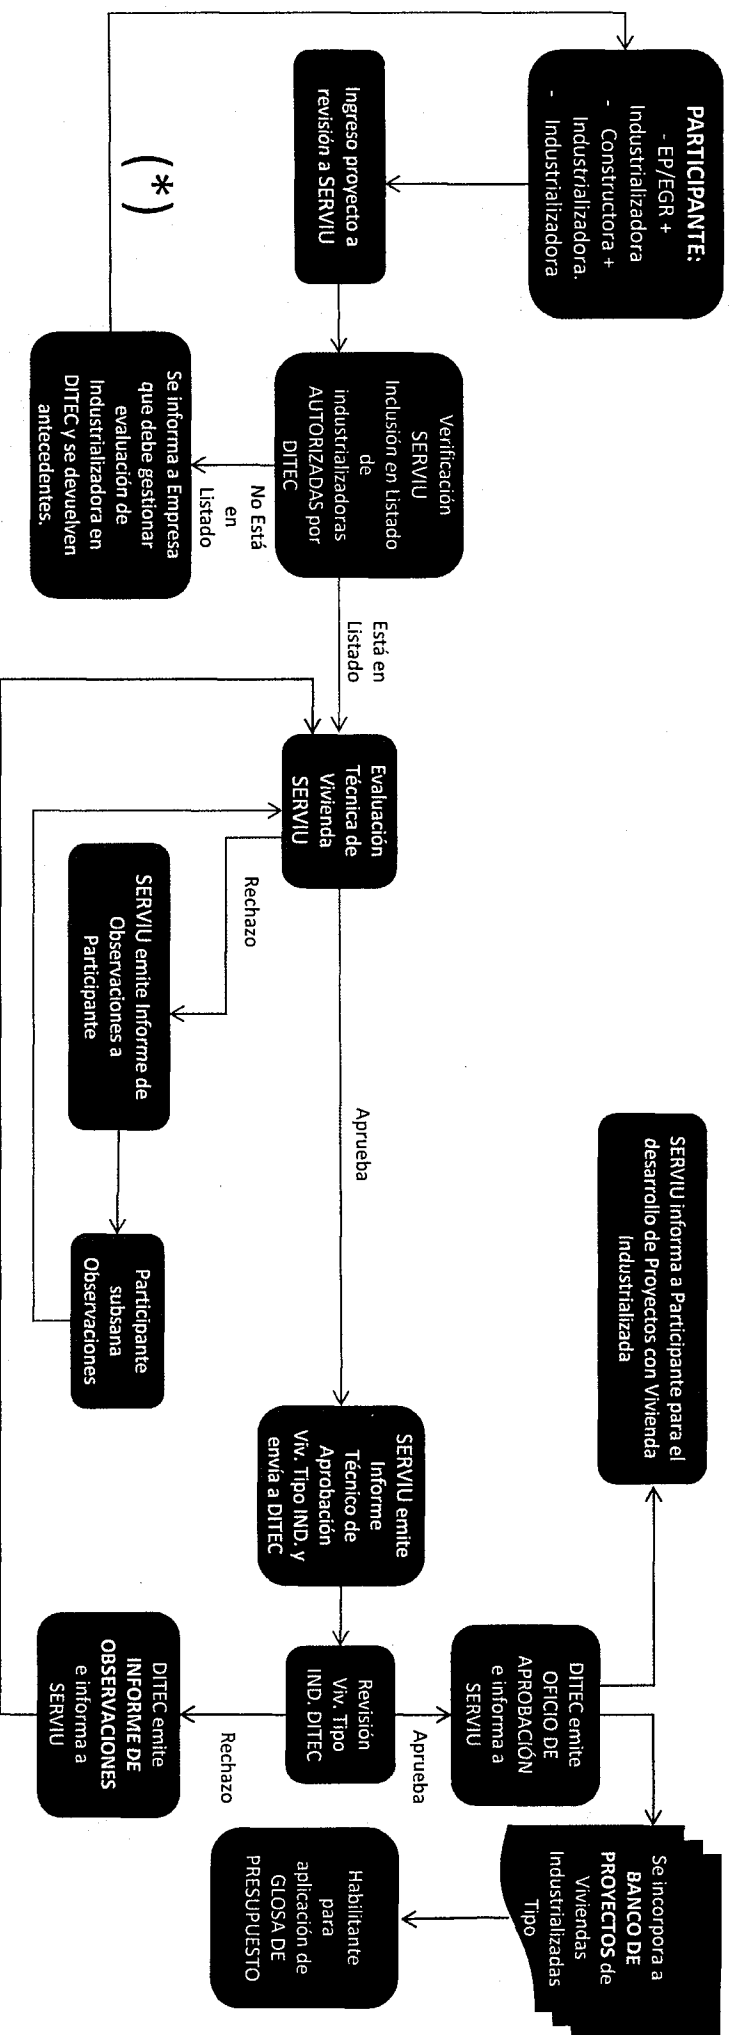 PARTICIPANTE:
- EP/EGR +
Industrializadora
- Constructora +
Industrializadora.
- Industrializadora
Ingreso proyecto a
revisión a SERVIU
Verificación
SERVIU
Inclusión en Listado
de
industrializadoras
AUTORIZADAS por
DITEC
No Está
en
Listado
Se informa a Empresa
que debe gestionar
evaluación de
Industrializadora en
DITEC y se devuelven
antecedentes.
(*)
Está en
Listado
Evaluación
Técnica de
Vivienda
SERVIU
Rechazo
SERVIU emite Informe de
Observaciones a
Participante
Participante
subsana
Observaciones
Aprueba
SERVIU emite
Informe
Técnico de
Aprobación
Viv. Tipo IND. y
envía a DITEC
Revisión
Viv. Tipo
IND. DITEC
Rechazo
DITEC emite
INFORME DE
OBSERVACIONES
e informa a
SERVIU
Aprueba
DITEC emite
OFICIO DE
APROBACIÓN
e informa a
SERVIU
SERVIU informa a Participante para el
desarrollo de Proyectos con Vivienda
Industrializada
Se incorpora a
BANCO DE
PROYECTOS de
Viviendas
Industrializadas
Tipo
Habilitante
para
aplicación de
GLOSA DE
PRESUPUESTO